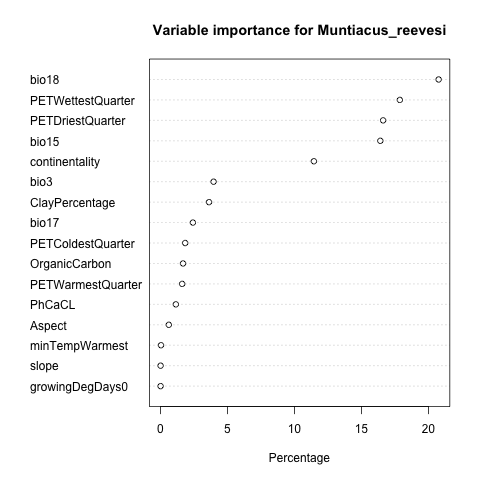 Variable importance for Muntiacus_reevesi
bio18
PETWettestQuarter
PETDriestQuarter
bio15
continentality
bio3
ClayPercentage
bio17
PETColdestQuarter
OrganicCarbon
PETWarmestQuarter
PhCaCL
Aspect
minTempWarmest
slope
growingDegDays0
0 5 10 15 20
Percentage